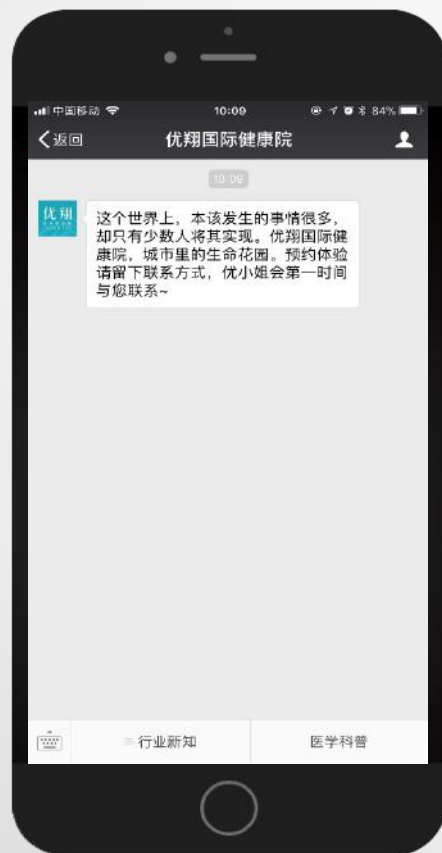 中国移动 10:09 84%
返回 优翔国际健康院
10:09
优翔
这个世界上，本该发生的事情很多，
却只有少数人将其实现。优翔国际健
康院，城市里的生命花园。预约体验
请留下联系方式，优小姐会第一时间
与您联系~
行业新知 医学科普